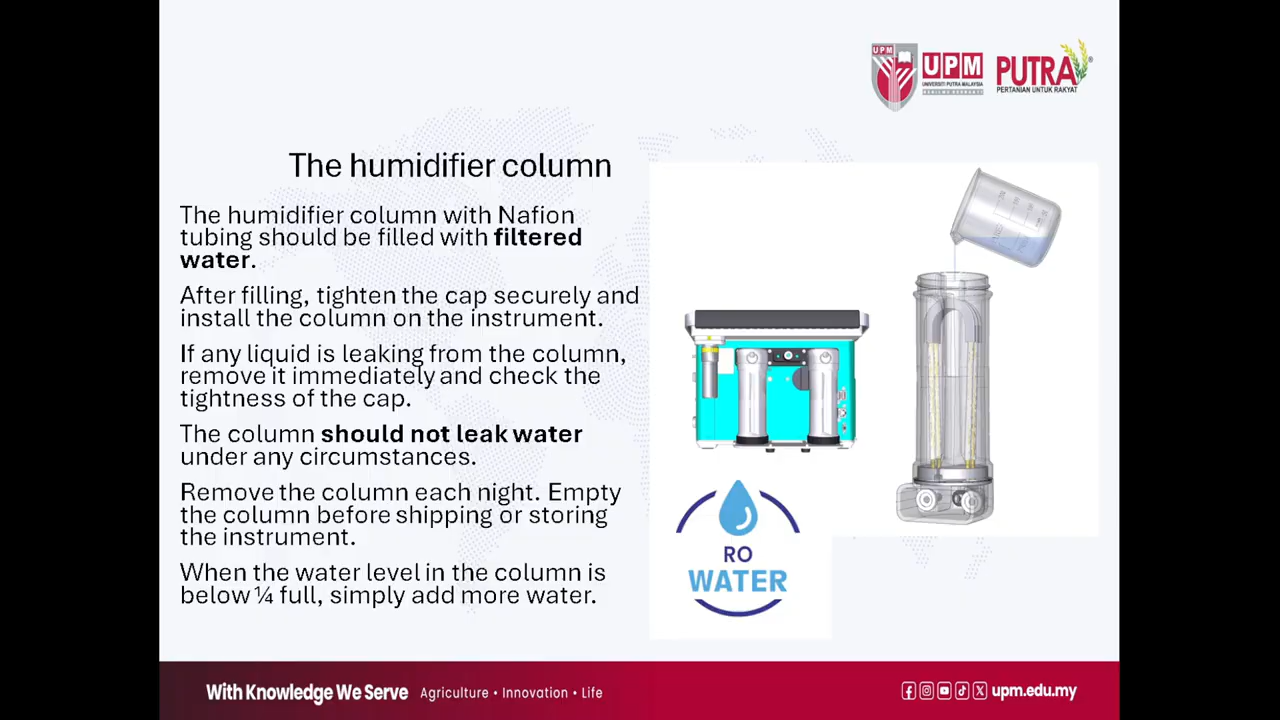 UPM
UPM
UNIVERSITI PUTRA MALAYSIA
BERILMU BERBAKTI
PUTRA
PERTANIAN UNTUK RAKYAT
The humidifier column
The humidifier column with Nafion
tubing should be filled with filtered
water.
After filling, tighten the cap securely and
install the column on the instrument.
If any liquid is leaking from the column,
remove it immediately and check the
tightness of the cap.
The column should not leak water
under any circumstances.
Remove the column each night. Empty
the column before shipping or storing
the instrument.
When the water level in the column is
below ¼ full, simply add more water.
RO
WATER
With Knowledge We Serve Agriculture • Innovation • Life
upm.edu.my